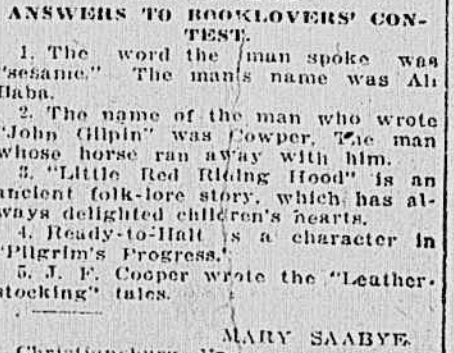 ANSWERS TO BOOKLOVERS' CON-
TEST.
1. The word the man spoke was
"sesame." The man's name was Ali
Baba.
2. The name of the man who wrote
"John Gilpin" was Cowper. The man
whose horse ran away with him.
3. "Little Red Riding Hood" is an
ancient folk-lore story, which has al-
ways delighted children's hearts.
4. Ready-to-Halt is a character in
"Pilgrim's Progress."
5. J. F. Cooper wrote the "Leather-
stocking" tales.
MARY SAABYE.